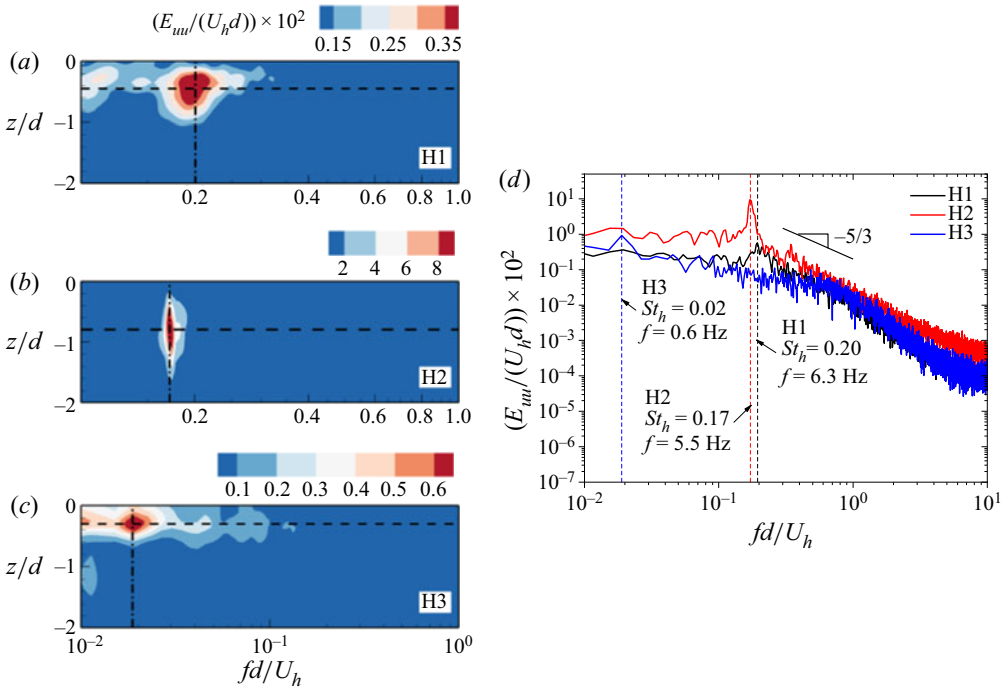 (E_uu/(U_h d)) × 10^2
0.15 0.25 0.35
(a)
0
z/d
−1
−2
H1
0.2 0.4 0.6 0.8 1.0
2 4 6 8
(b)
0
z/d
−1
−2
H2
0.2 0.4 0.6 0.8 1.0
0.1 0.2 0.3 0.4 0.5 0.6
(c)
0
z/d
−1
−2
H3
10^−2 10^−1 10^0
fd/U_h
(d)
(E_uu/(U_h d)) × 10^2
10^1
10^0
10^−1
10^−2
10^−3
10^−4
10^−5
10^−6
10^−7
H1
H2
H3
−5/3
H3
St_h = 0.02
f = 0.6 Hz
H1
St_h = 0.20
f = 6.3 Hz
H2
St_h = 0.17
f = 5.5 Hz
10^−2 10^−1 10^0 10^1
fd/U_h